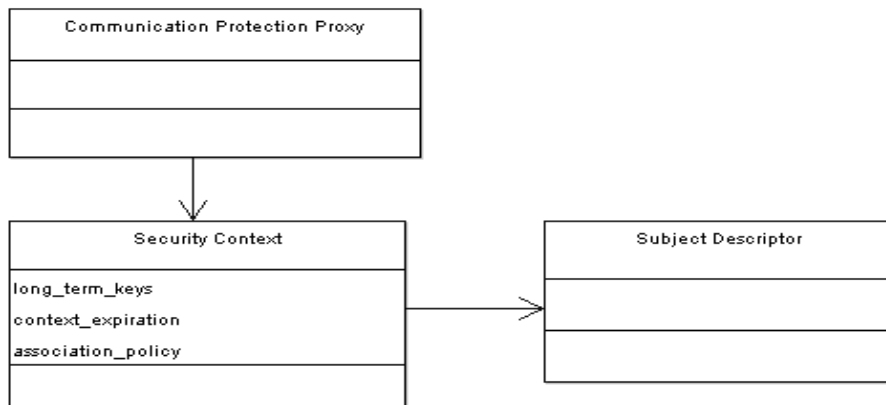 Communication Protection Proxy
Security Context
long_term_keys
context_expiration
association_policy
Subject Descriptor